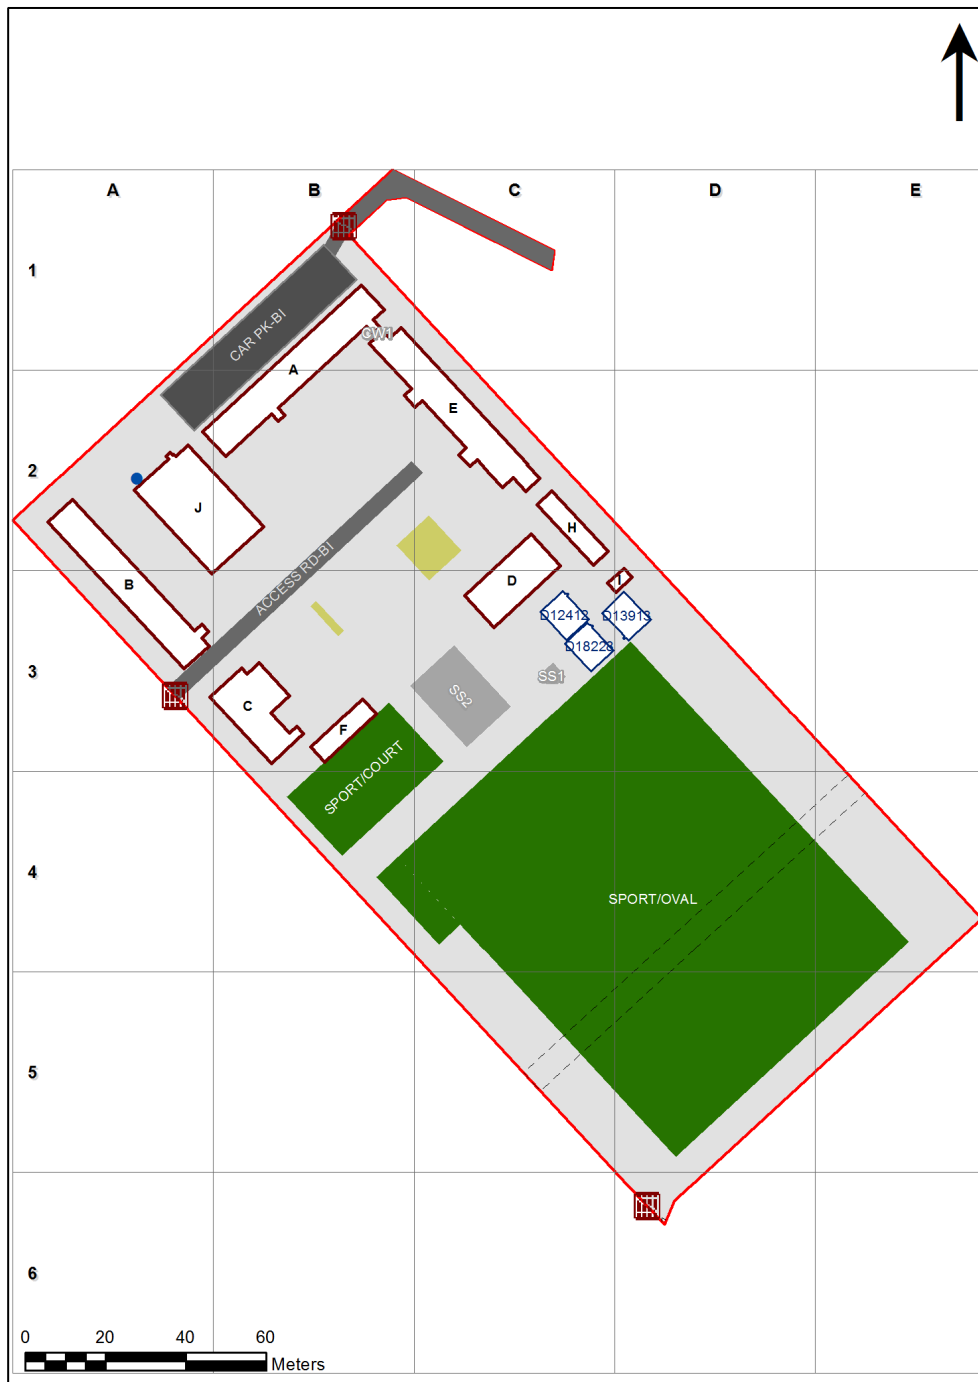 A B C D E
1
CAR PK-BI
CW1
A
E
2
J
H
ACCESS RD-BI
B
D
I
D12412
D13913
D18228
3
SS1
SS2
C
F
SPORT/COURT
4
SPORT/OVAL
5
6
0 20 40 60
Meters